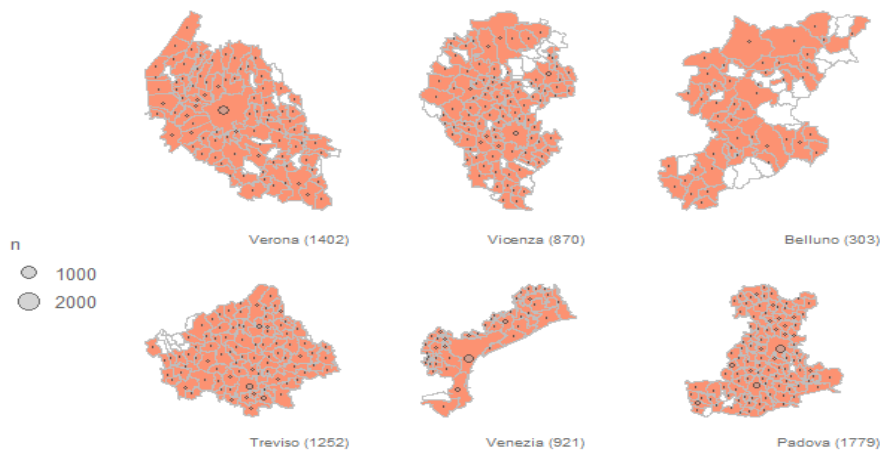 Verona (1402)
Vicenza (870)
Belluno (303)
n
1000
2000
Treviso (1252)
Venezia (921)
Padova (1779)